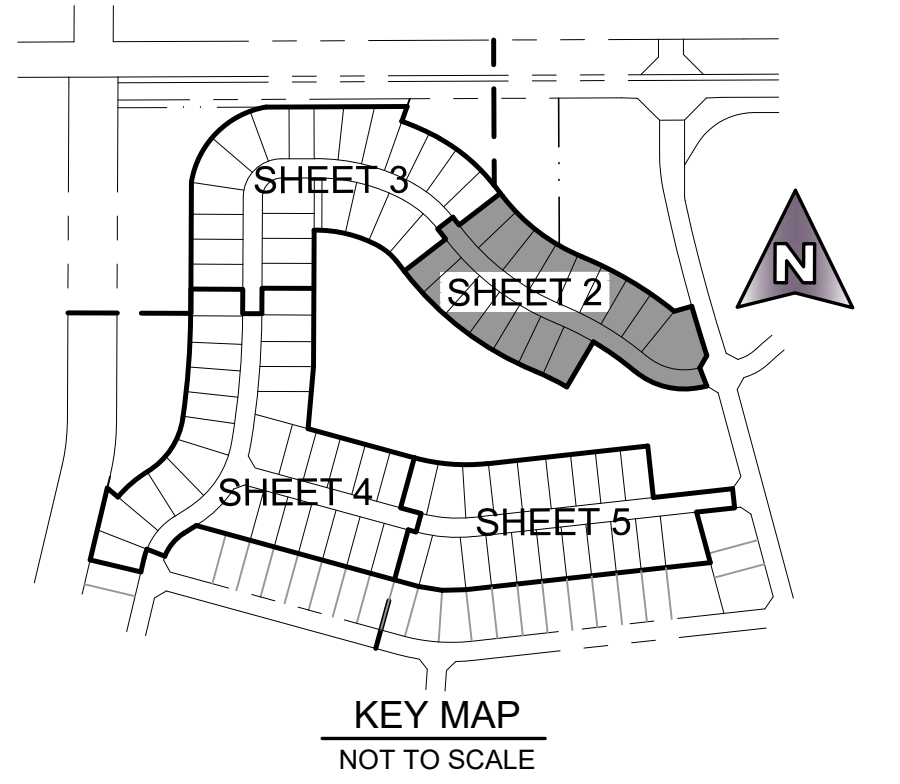 SHEET 3
N
SHEET 2
SHEET 4
SHEET 5
KEY MAP
NOT TO SCALE